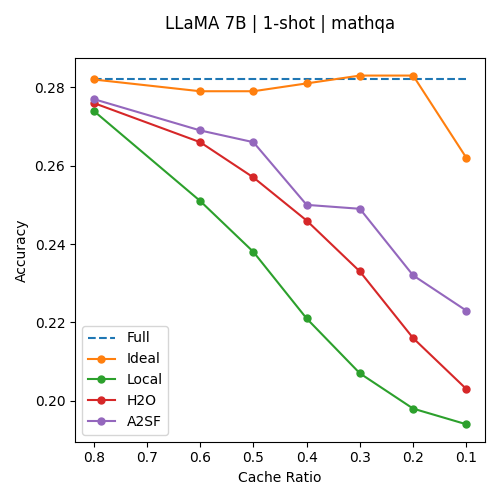 LLaMA 7B | 1-shot | mathqa
Accuracy
0.28
0.26
0.24
0.22
0.20
Full
Ideal
Local
H2O
A2SF
0.8 0.7 0.6 0.5 0.4 0.3 0.2 0.1
Cache Ratio